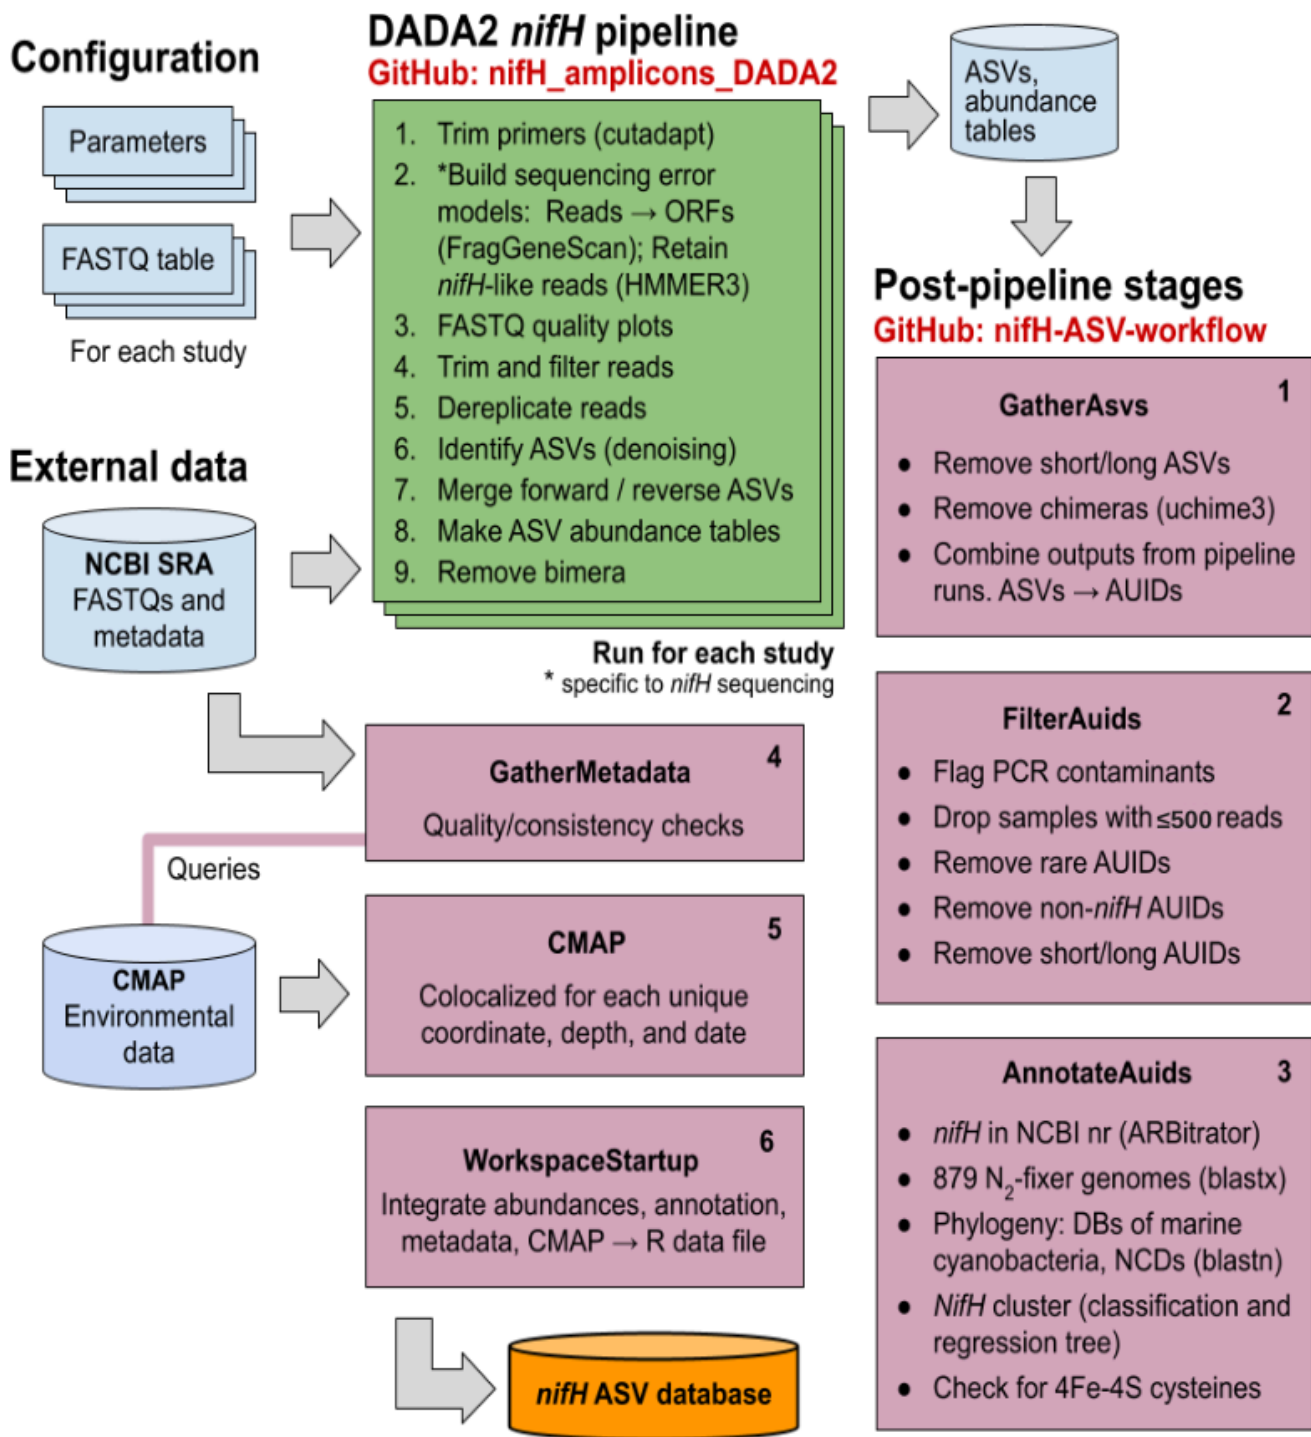 Configuration
Parameters
FASTQ table
For each study
External data
NCBI SRA
FASTQs and
metadata
DADA2 nifH pipeline
GitHub: nifH_amplicons_DADA2
1. Trim primers (cutadapt)
2. *Build sequencing error
models: Reads → ORFs
(FragGeneScan); Retain
nifH-like reads (HMMER3)
3. FASTQ quality plots
4. Trim and filter reads
5. Dereplicate reads
6. Identify ASVs (denoising)
7. Merge forward / reverse ASVs
8. Make ASV abundance tables
9. Remove bimera
Run for each study
* specific to nifH sequencing
ASVs,
abundance
tables
Post-pipeline stages
GitHub: nifH-ASV-workflow
1
GatherAsvs
● Remove short/long ASVs
● Remove chimeras (uchime3)
● Combine outputs from pipeline
runs. ASVs → AUIDs
2
FilterAuids
● Flag PCR contaminants
● Drop samples with ≤500 reads
● Remove rare AUIDs
● Remove non-nifH AUIDs
● Remove short/long AUIDs
3
AnnotateAuids
● nifH in NCBI nr (ARBitrator)
● 879 N₂-fixer genomes (blastx)
● Phylogeny: DBs of marine
cyanobacteria, NCDs (blastn)
● NifH cluster (classification and
regression tree)
● Check for 4Fe-4S cysteines
4
GatherMetadata
Quality/consistency checks
Queries
CMAP
Environmental
data
5
CMAP
Colocalized for each unique
coordinate, depth, and date
6
WorkspaceStartup
Integrate abundances, annotation,
metadata, CMAP → R data file
nifH ASV database